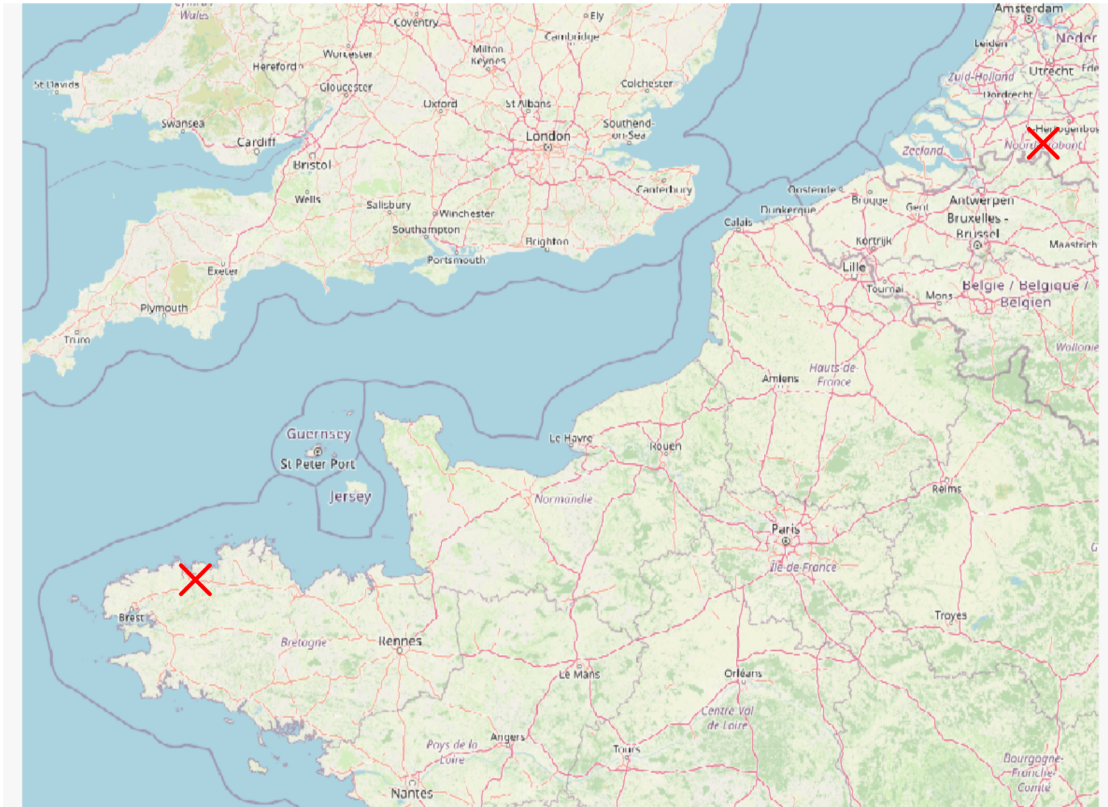 Wales
Coventry
Ely
Amsterdam
Cambridge
Worcester
Milton
Keynes
Leiden
Neder
Hereford
St Davids
Gloucester
Colchester
Zuid-Holland
Utrecht
Ede
Oxford
St Albans
Dordrecht
Swansea
Cardiff
London
Southend-
on-Sea
Bristol
Zeeland
Wells
Salisbury
Winchester
Canterbury
Oostende
Brugge
Gent
Antwerpen
Southampton
Calais
Dunkerque
Bruxelles -
Brussel
Brighton
Kortrijk
Maastrich
Portsmouth
Exeter
Lille
Tournai
Mons
België / Belgique /
Belgien
Plymouth
Truro
Wallonie
Amiens
Hauts-de-
France
Guernsey
St Peter Port
Le Havre
Rouen
Jersey
Normandie
Reims
Paris
Île-de-France
Brest
Troyes
Bretagne
Rennes
Le Mans
Orléans
Centre-Val
de Loire
Angers
Tours
Pays de la
Loire
Bourgogne-
Franche-
Comté
Nantes